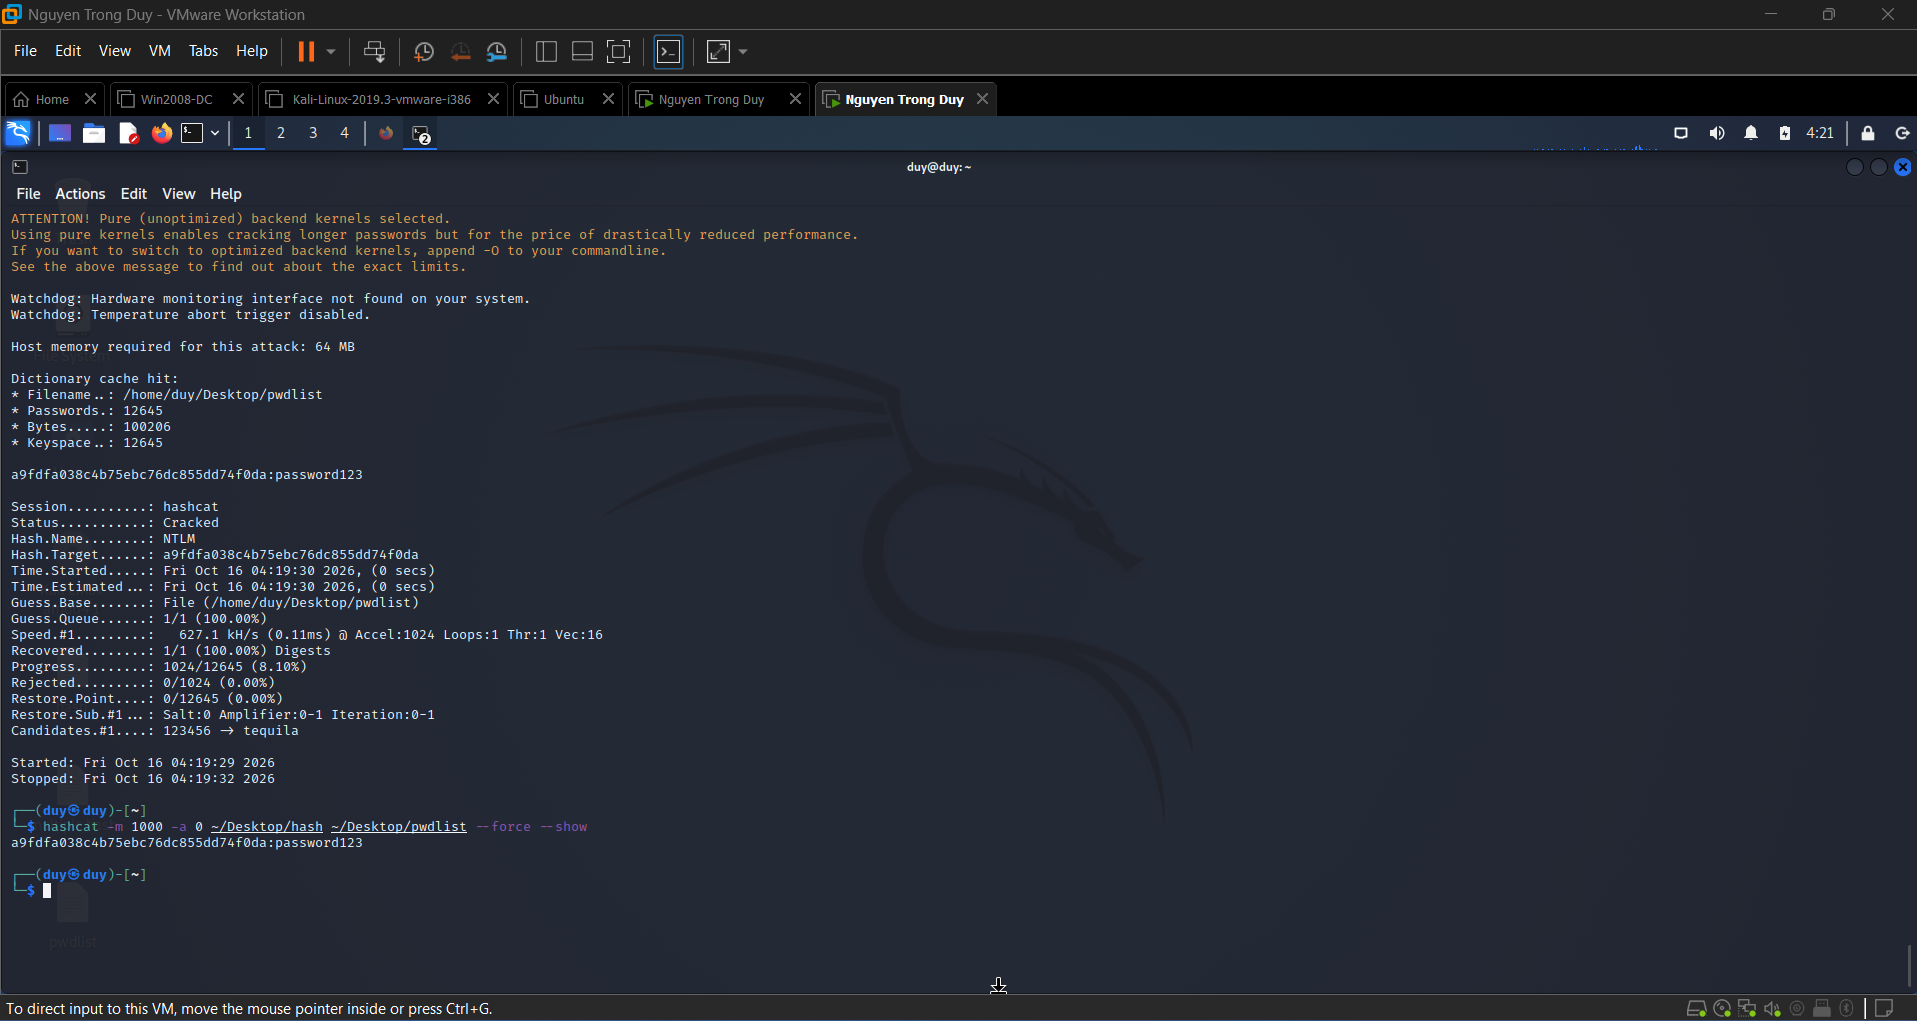 Nguyen Trong Duy - VMware Workstation
File Edit View VM Tabs Help
Home Win2008-DC Kali-Linux-2019.3-vmware-i386 Ubuntu Nguyen Trong Duy Nguyen Trong Duy
1 2 3 4 2 4:21
duy@duy: ~
File Actions Edit View Help
ATTENTION! Pure (unoptimized) backend kernels selected.
Using pure kernels enables cracking longer passwords but for the price of drastically reduced performance.
If you want to switch to optimized backend kernels, append -O to your commandline.
See the above message to find out about the exact limits.
Watchdog: Hardware monitoring interface not found on your system.
Watchdog: Temperature abort trigger disabled.
Host memory required for this attack: 64 MB
File System
Dictionary cache hit:
* Filename..: /home/duy/Desktop/pwdlist
* Passwords.: 12645
* Bytes.....: 100206
* Keyspace..: 12645
a9fdfa038c4b75ebc76dc855dd74f0da:password123
Session..........: hashcat
Status...........: Cracked
Hash.Name........: NTLM
Hash.Target......: a9fdfa038c4b75ebc76dc855dd74f0da
Time.Started.....: Fri Oct 16 04:19:30 2026, (0 secs)
Time.Estimated...: Fri Oct 16 04:19:30 2026, (0 secs)
Guess.Base.......: File (/home/duy/Desktop/pwdlist)
Guess.Queue......: 1/1 (100.00%)
Speed.#1.........:   627.1 kH/s (0.11ms) @ Accel:1024 Loops:1 Thr:1 Vec:16
Recovered........: 1/1 (100.00%) Digests
Progress.........: 1024/12645 (8.10%)
Rejected.........: 0/1024 (0.00%)
Restore.Point....: 0/12645 (0.00%)
Restore.Sub.#1...: Salt:0 Amplifier:0-1 Iteration:0-1
Candidates.#1....: 123456 → tequila
Started: Fri Oct 16 04:19:29 2026
Stopped: Fri Oct 16 04:19:32 2026
┌──(duy㉿duy)-[~]
└─$ hashcat -m 1000 -a 0 ~/Desktop/hash ~/Desktop/pwdlist --force --show
a9fdfa038c4b75ebc76dc855dd74f0da:password123
┌──(duy㉿duy)-[~]
└─$
pwdlist
To direct input to this VM, move the mouse pointer inside or press Ctrl+G.